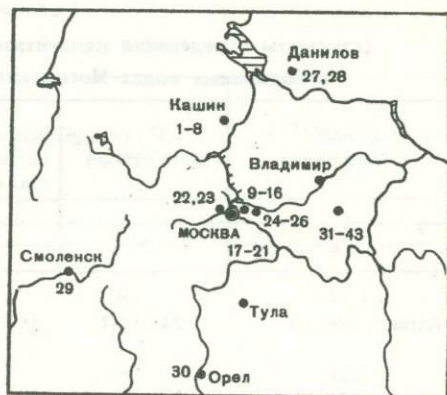 Данилов
27,28
Кашин
1-8
Владимир
22,23
9-16
МОСКВА
24-26
31-43
17-21
Смоленск
29
Тула
30
Орел